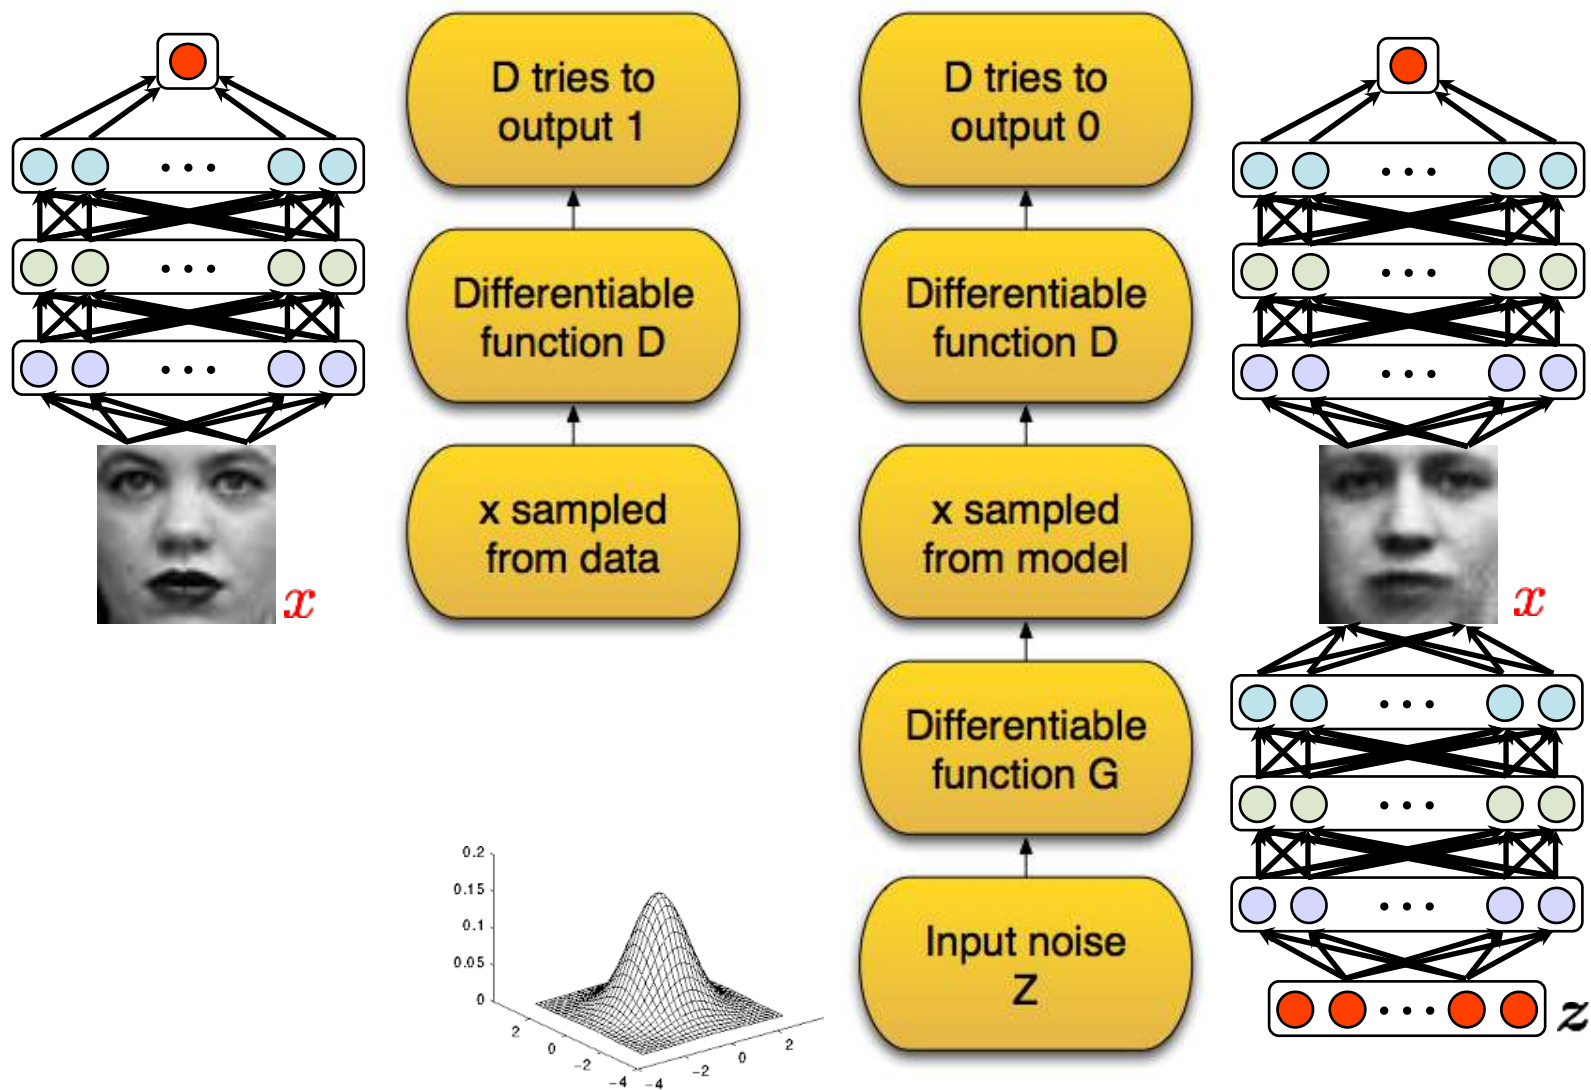 D tries to
output 1
D tries to
output 0
Differentiable
function D
Differentiable
function D
x sampled
from data
x sampled
from model
x
x
Differentiable
function G
Input noise
Z
z
0.2
0.15
0.1
0.05
0
2
0
−2
−4
−4
−2
0
2